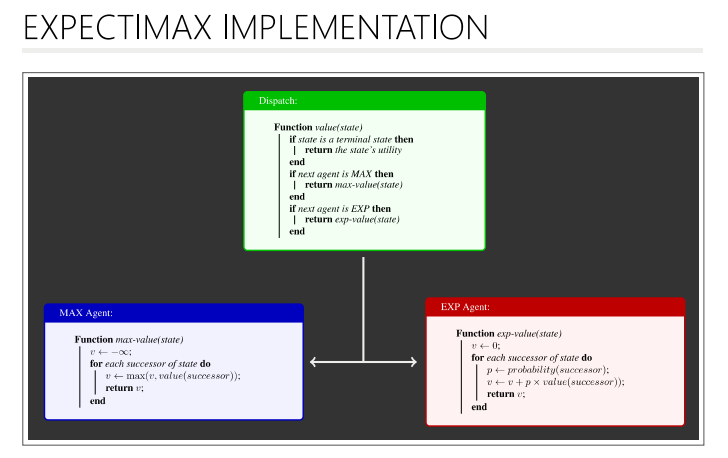 EXPECTIMAX IMPLEMENTATION
Dispatch:
Function value(state)
if state is a terminal state then
return the state's utility
end
if next agent is MAX then
return max-value(state)
end
if next agent is EXP then
return exp-value(state)
end
MAX Agent:
Function max-value(state)
v ← −∞;
for each successor of state do
v ← max(v, value(successor));
return v;
end
EXP Agent:
Function exp-value(state)
v ← 0;
for each successor of state do
p ← probability(successor);
v ← v + p × value(successor));
return v;
end